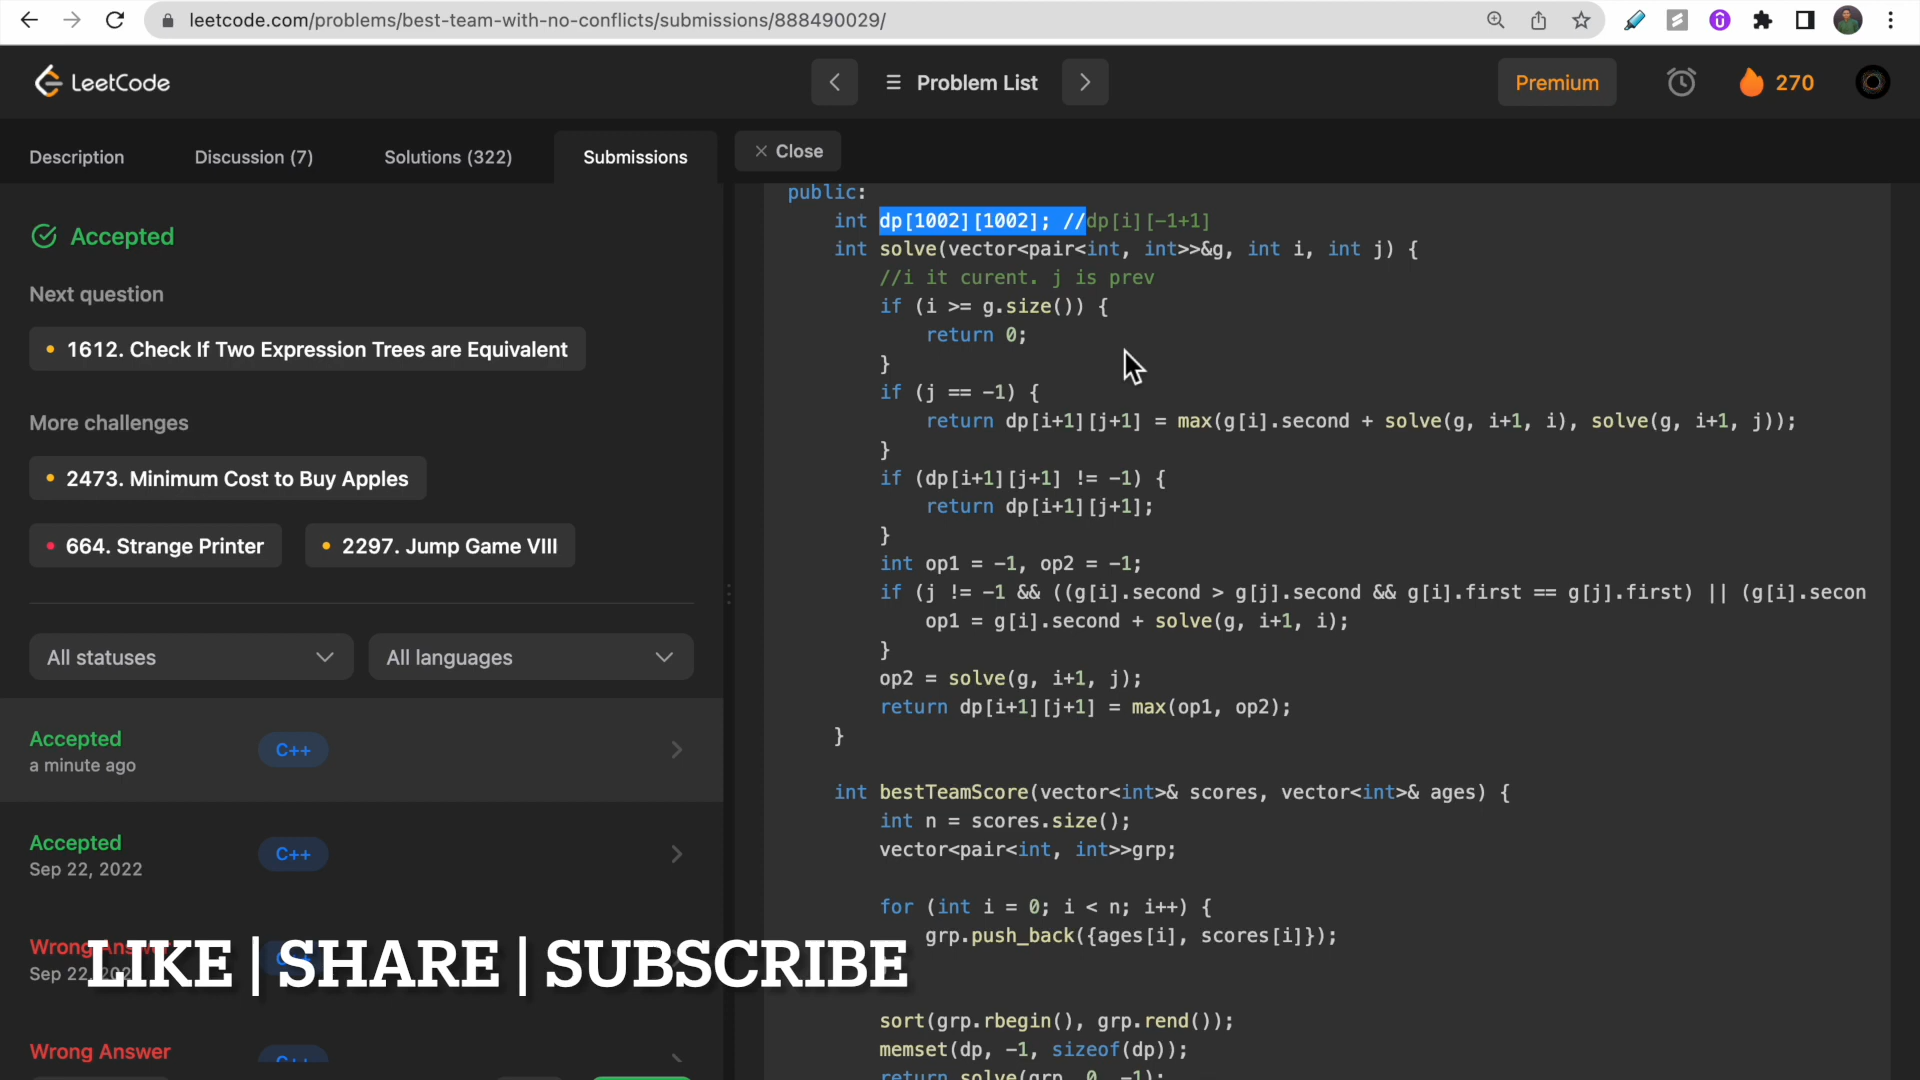 leetcode.com/problems/best-team-with-no-conflicts/submissions/888490029/
LeetCode
Problem List
Premium
270
Description
Discussion (7)
Solutions (322)
Submissions
Close
Accepted
Next question
1612. Check If Two Expression Trees are Equivalent
More challenges
2473. Minimum Cost to Buy Apples
664. Strange Printer
2297. Jump Game VIII
All statuses
All languages
Accepted
a minute ago
C++
Accepted
Sep 22, 2022
C++
Wrong
Sep 22,
Wrong Answer
LIKE | SHARE | SUBSCRIBE
public:
int dp[1002][1002]; //dp[i][-1+1]
int solve(vector<pair<int, int>>&g, int i, int j) {
//i it curent. j is prev
if (i >= g.size()) {
return 0;
}
if (j == -1) {
return dp[i+1][j+1] = max(g[i].second + solve(g, i+1, i), solve(g, i+1, j));
}
if (dp[i+1][j+1] != -1) {
return dp[i+1][j+1];
}
int op1 = -1, op2 = -1;
if (j != -1 && ((g[i].second > g[j].second && g[i].first == g[j].first) || (g[i].secon
op1 = g[i].second + solve(g, i+1, i);
}
op2 = solve(g, i+1, j);
return dp[i+1][j+1] = max(op1, op2);
}
int bestTeamScore(vector<int>& scores, vector<int>& ages) {
int n = scores.size();
vector<pair<int, int>>grp;
for (int i = 0; i < n; i++) {
grp.push_back({ages[i], scores[i]});
sort(grp.rbegin(), grp.rend());
memset(dp, -1, sizeof(dp));
return solve(grp, 0, -1);